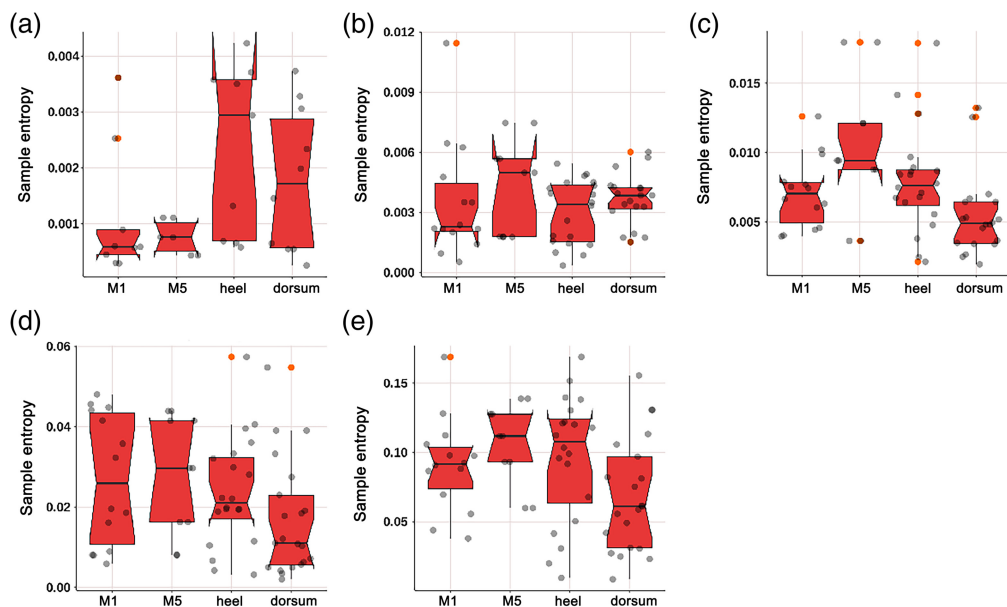 (a)
Sample entropy
0.004
0.003
0.002
0.001
M1 M5 heel dorsum
(b)
Sample entropy
0.012
0.009
0.006
0.003
0.000
M1 M5 heel dorsum
(c)
Sample entropy
0.015
0.010
0.005
M1 M5 heel dorsum
(d)
Sample entropy
0.06
0.04
0.02
0.00
M1 M5 heel dorsum
(e)
Sample entropy
0.15
0.10
0.05
M1 M5 heel dorsum